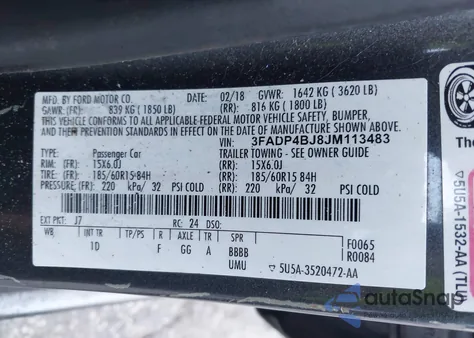 MFD. BY FORD MOTOR CO.
DATE: 02/18 GVWR: 1642 KG ( 3620 LB)
GAWR: (FR): 839 KG ( 1850 LB) (RR): 816 KG ( 1800 LB)
THIS VEHICLE CONFORMS TO ALL APPLICABLE FEDERAL MOTOR VEHICLE SAFETY, BUMPER,
AND THEFT PREVENTION STANDARDS IN EFFECT ON THE DATE OF MANUFACTURE SHOWN ABOVE.
VIN: 3FADP4BJ8JM113483
TYPE: Passenger Car TRAILER TOWING - SEE OWNER GUIDE
RIM: (FR): 15X6.0J (RR): 15X6.0J
TIRE: (FR): 185/60R15 84H (RR): 185/60R15 84H
PRESSURE: (FR): 220 kPa/ 32 PSI COLD (RR): 220 kPa/ 32 PSI COLD
EXT PNT: J7 RC: 24 DSO:
WB INT TR TP/PS R AXLE TR SPR F0065
1D F GG A BBBB R0084
UMU ▽5U5A-3520472-AA
The
▽5U5A-1532-AA (TLU
autoSnap